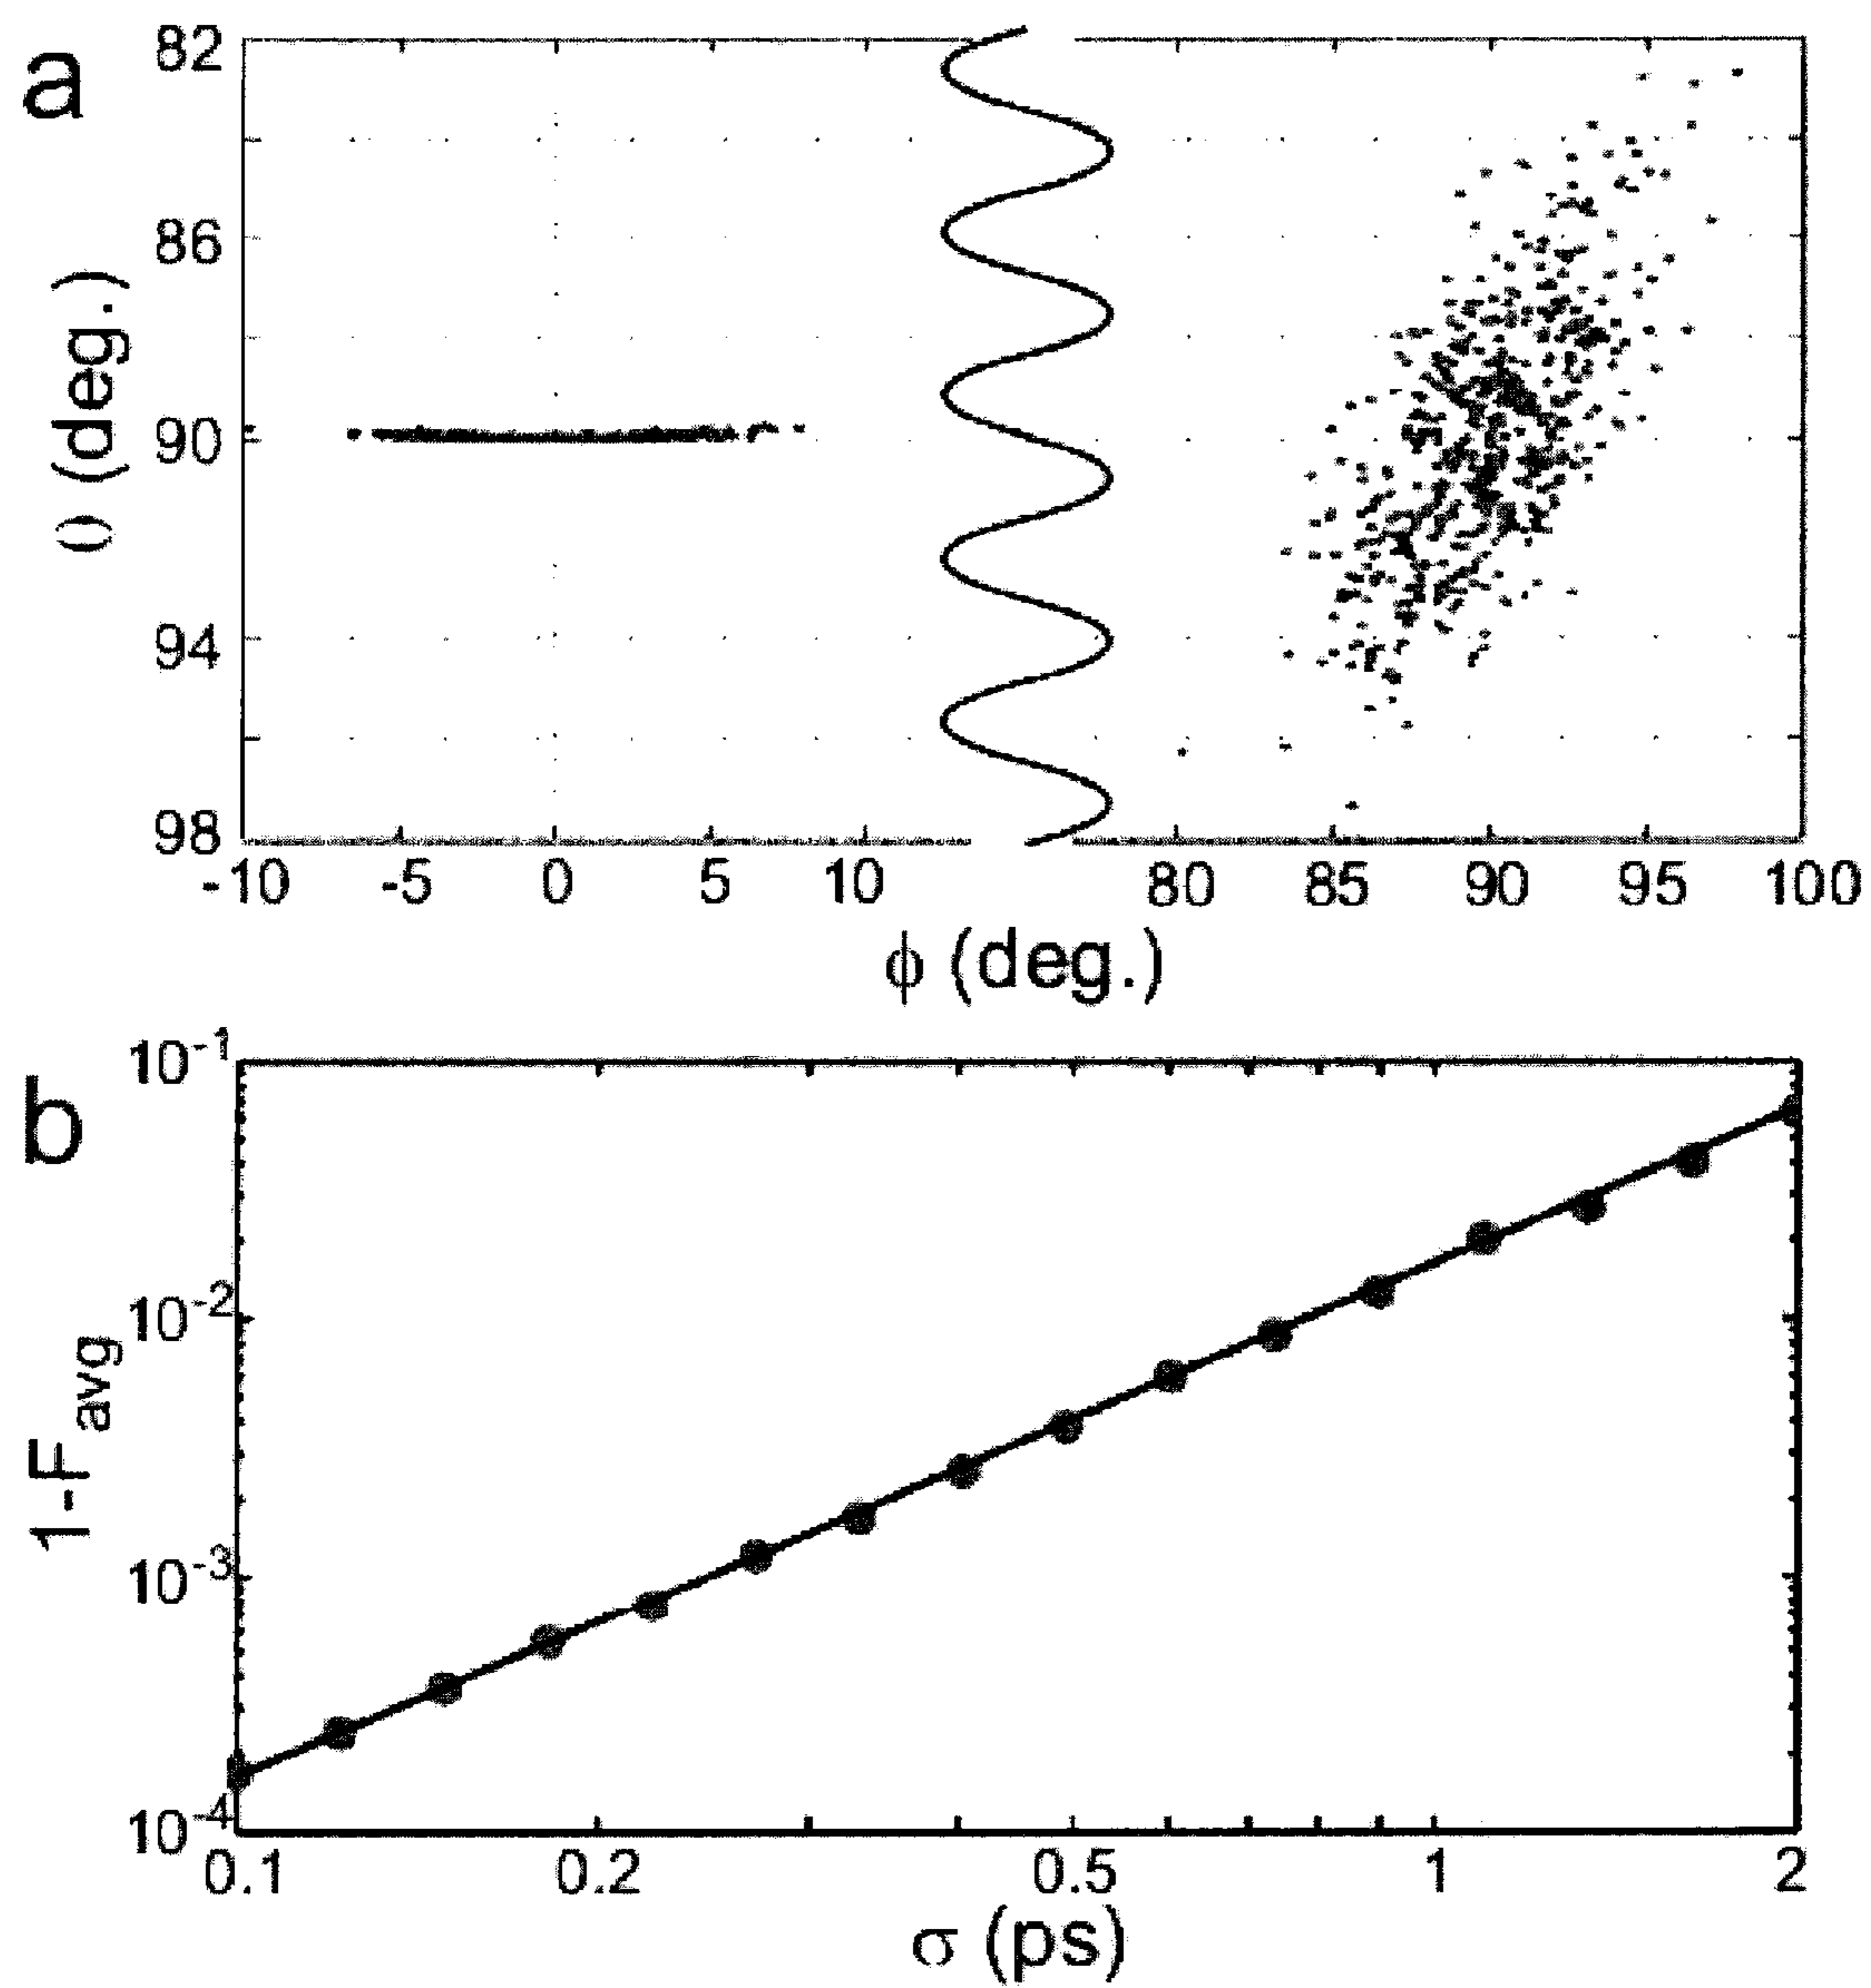 a
82
86
90
94
98
θ (deg.)
-10 -5 0 5 10 80 85 90 95 100
ϕ (deg.)
b
10⁻¹
10⁻²
10⁻³
10⁻⁴
1-Favg
0.1 0.2 0.5 1 2
σ (ps)